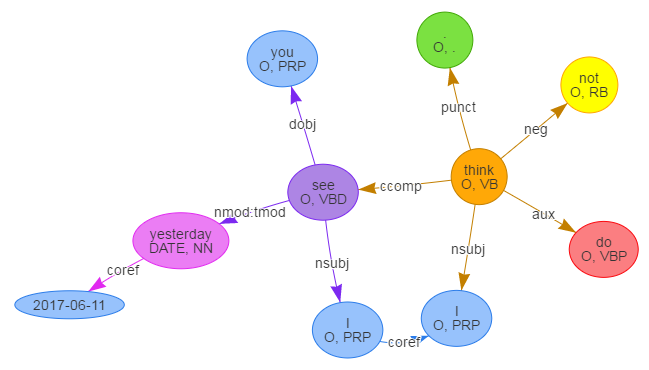 you
O, PRP
.
O, .
not
O, RB
dobj
punct
neg
see
O, VBD
ccomp
think
O, VB
nmod:tmod
aux
yesterday
DATE, NN
nsubj
nsubj
do
O, VBP
coref
2017-06-11
I
O, PRP
coref
I
O, PRP